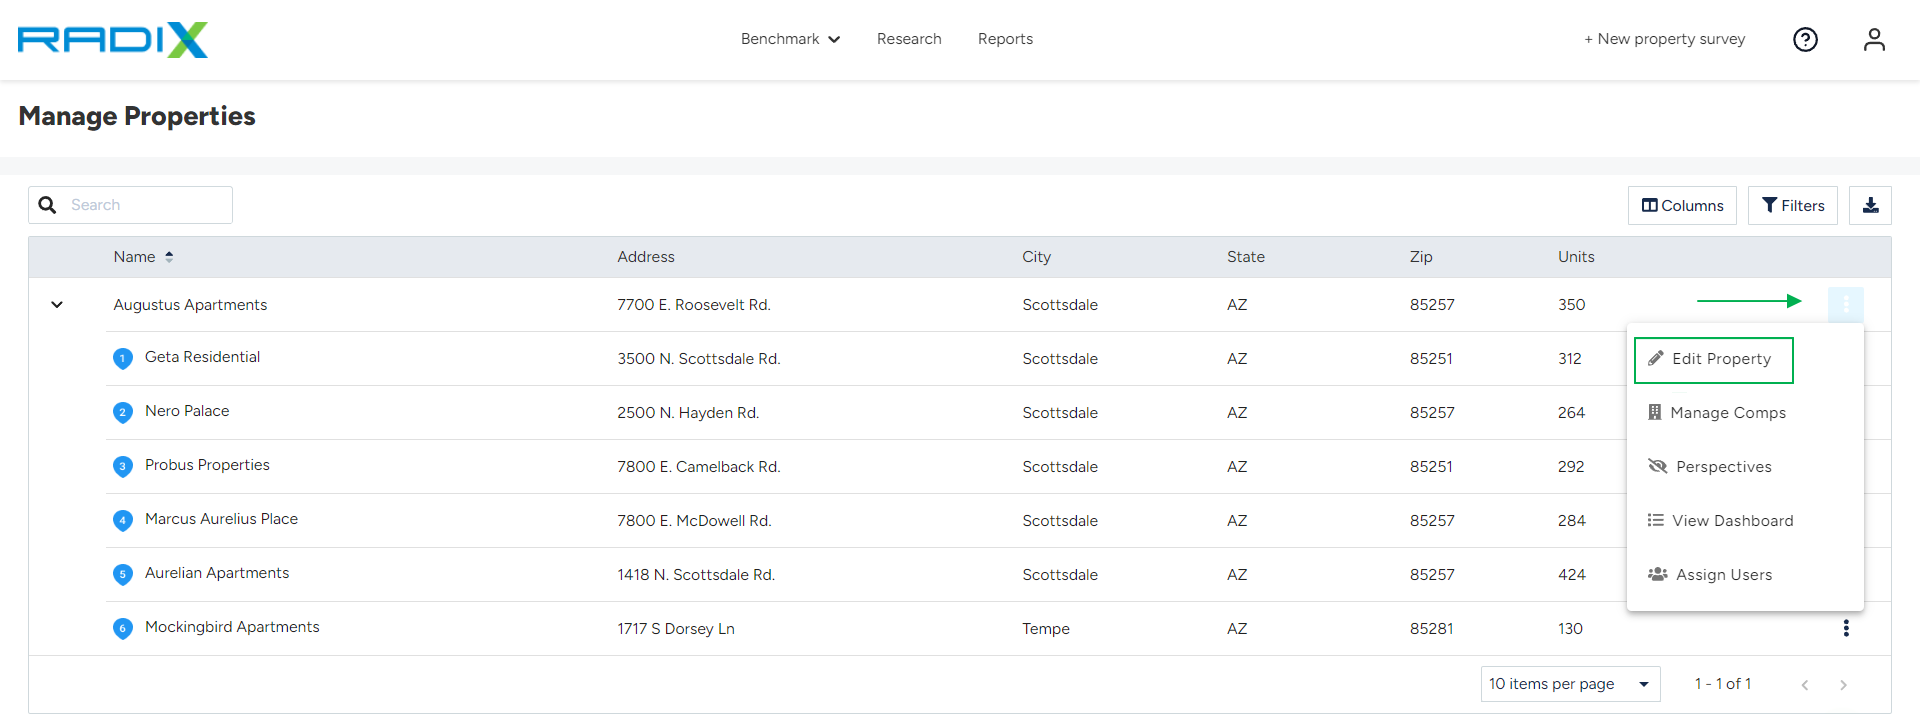 RADIX
Benchmark Research Reports + New property survey
Manage Properties
Search Columns Filters
Name Address City State Zip Units
Augustus Apartments 7700 E. Roosevelt Rd. Scottsdale AZ 85257 350
1 Geta Residential 3500 N. Scottsdale Rd. Scottsdale AZ 85251 312 Edit Property
2 Nero Palace 2500 N. Hayden Rd. Scottsdale AZ 85257 264 Manage Comps
3 Probus Properties 7800 E. Camelback Rd. Scottsdale AZ 85251 292 Perspectives
4 Marcus Aurelius Place 7800 E. McDowell Rd. Scottsdale AZ 85257 284 View Dashboard
5 Aurelian Apartments 1418 N. Scottsdale Rd. Scottsdale AZ 85257 424 Assign Users
6 Mockingbird Apartments 1717 S Dorsey Ln Tempe AZ 85281 130
10 items per page 1 - 1 of 1